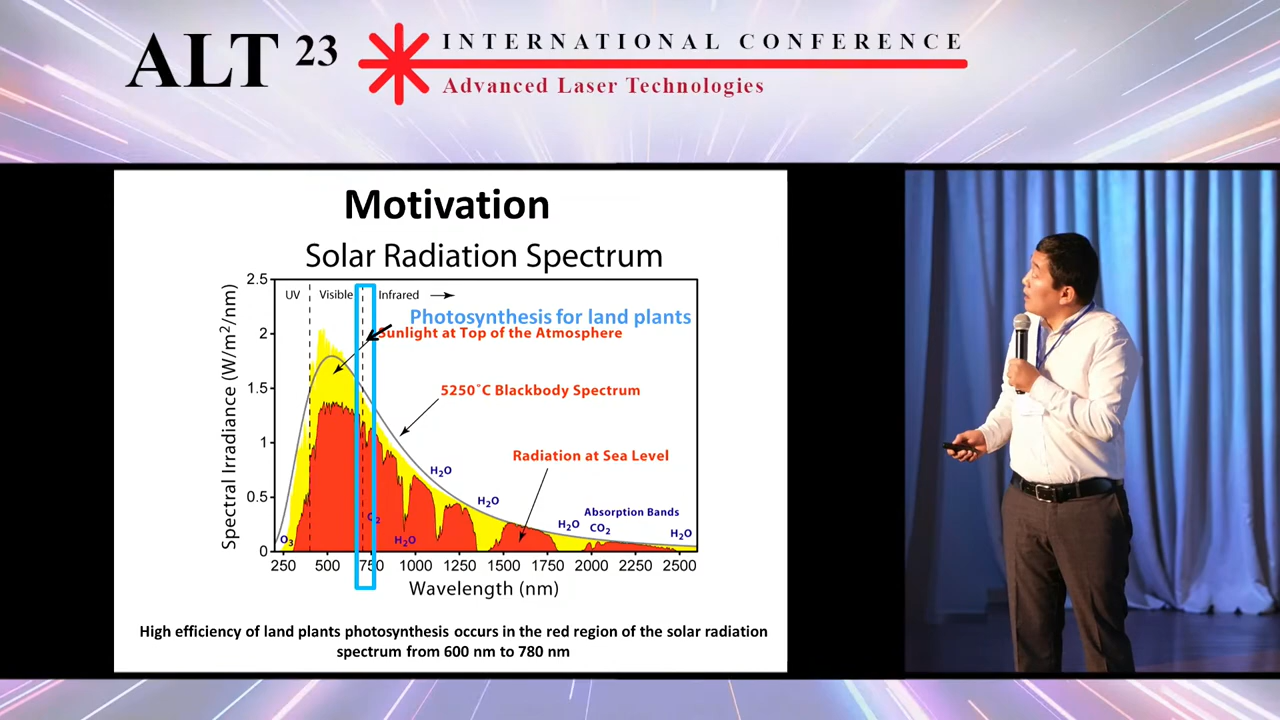 ALT 23
INTERNATIONAL CONFERENCE
Advanced Laser Technologies
Motivation
Solar Radiation Spectrum
UV
Visible
Infrared
Photosynthesis for land plants
Sunlight at Top of the Atmosphere
5250˚C Blackbody Spectrum
Radiation at Sea Level
H₂O
H₂O
Absorption Bands
H₂O
CO₂
H₂O
O₂
O₃
H₂O
Spectral Irradiance (W/m²/nm)
2.5
2
1.5
1
0.5
0
250 500 750 1000 1250 1500 1750 2000 2250 2500
Wavelength (nm)
High efficiency of land plants photosynthesis occurs in the red region of the solar radiation
spectrum from 600 nm to 780 nm